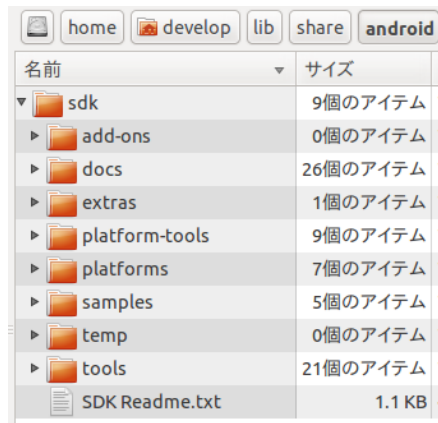 home develop lib share android
名前 サイズ
sdk 9個のアイテム
add-ons 0個のアイテム
docs 26個のアイテム
extras 1個のアイテム
platform-tools 9個のアイテム
platforms 7個のアイテム
samples 5個のアイテム
temp 0個のアイテム
tools 21個のアイテム
SDK Readme.txt 1.1 KB